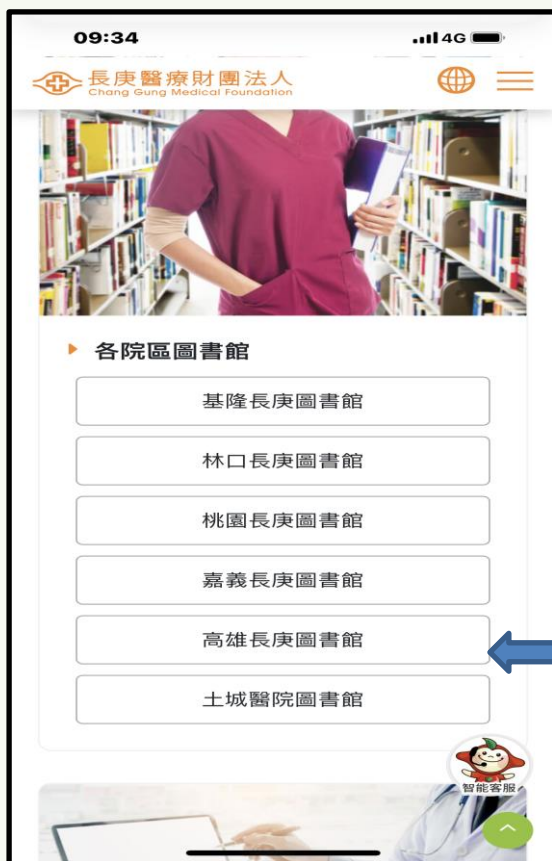 09:34
4G
長庚醫療財團法人
Chang Gung Medical Foundation
各院區圖書館
基隆長庚圖書館
林口長庚圖書館
桃園長庚圖書館
嘉義長庚圖書館
高雄長庚圖書館
土城醫院圖書館
智能客服